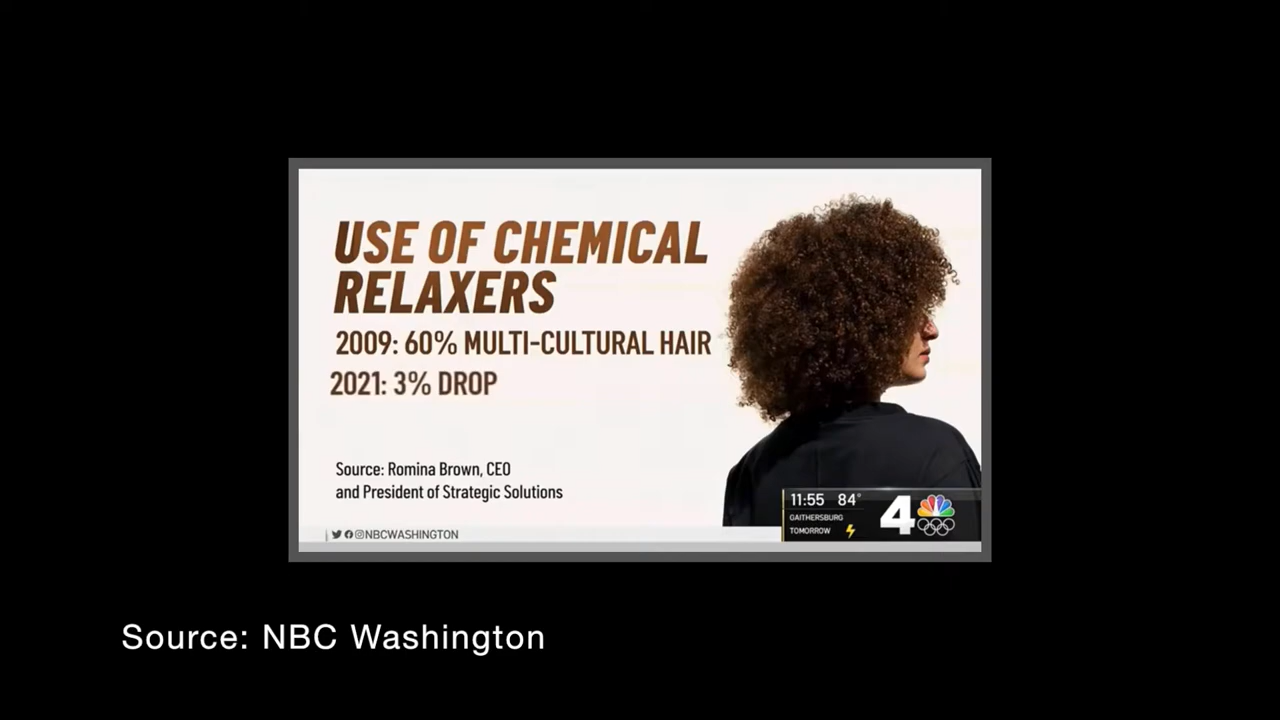 USE OF CHEMICAL
RELAXERS
2009: 60% MULTI-CULTURAL HAIR
2021: 3% DROP
Source: Romina Brown, CEO
and President of Strategic Solutions
NBCWASHINGTON
11:55 84°
GAITHERSBURG
TOMORROW
4
Source: NBC Washington